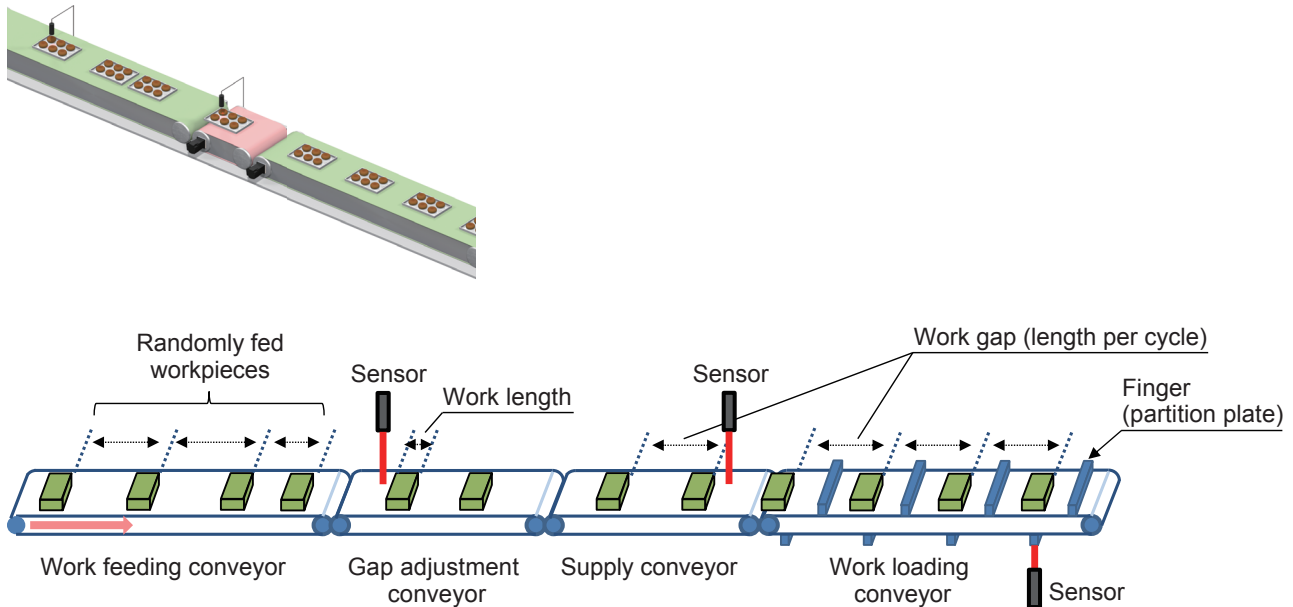 Randomly fed
workpieces
Sensor
Work length
Sensor
Work gap (length per cycle)
Finger
(partition plate)
Work feeding conveyor
Gap adjustment
conveyor
Supply conveyor
Work loading
conveyor
Sensor